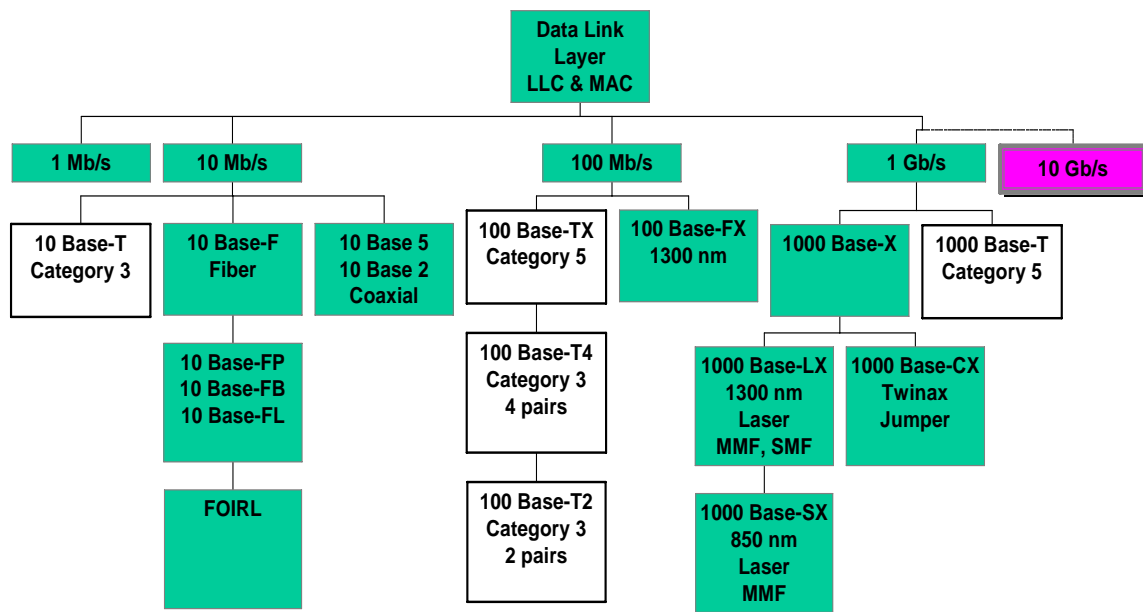 Data Link
Layer
LLC & MAC
1 Mb/s
10 Mb/s
100 Mb/s
1 Gb/s
10 Gb/s
10 Base-T
Category 3
10 Base-F
Fiber
10 Base 5
10 Base 2
Coaxial
100 Base-TX
Category 5
100 Base-FX
1300 nm
1000 Base-X
1000 Base-T
Category 5
10 Base-FP
10 Base-FB
10 Base-FL
100 Base-T4
Category 3
4 pairs
1000 Base-LX
1300 nm
Laser
MMF, SMF
1000 Base-CX
Twinax
Jumper
FOIRL
100 Base-T2
Category 3
2 pairs
1000 Base-SX
850 nm
Laser
MMF